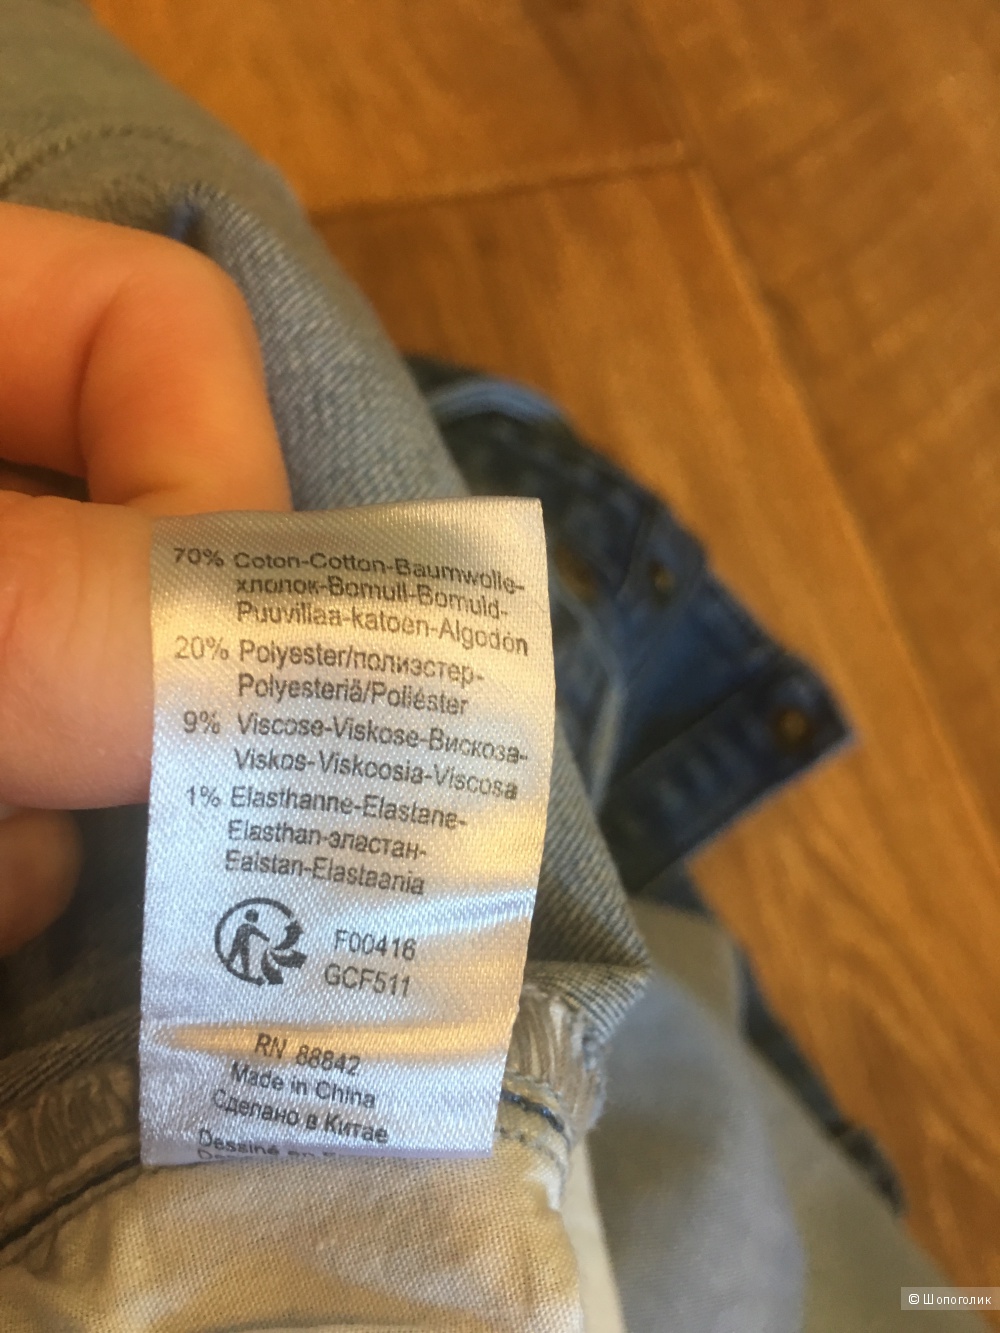 70% Coton-Cotton-Baumwolle-
хлопок-Bomull-Bomuld-
Puuvillaa-katoen-Algodón
20% Polyester/полиэстер-
Polyesteriä/Poliéster
9% Viscose-Viskose-Вискоза-
Viskos-Viskoosia-Viscosa
1% Elasthanne-Elastane-
Elasthan-эластан-
Ealstan-Elastaania
F00416
GCF511
RN 88842
Made in China
Сделано в Китае
Dessiné en
© Шопоголик